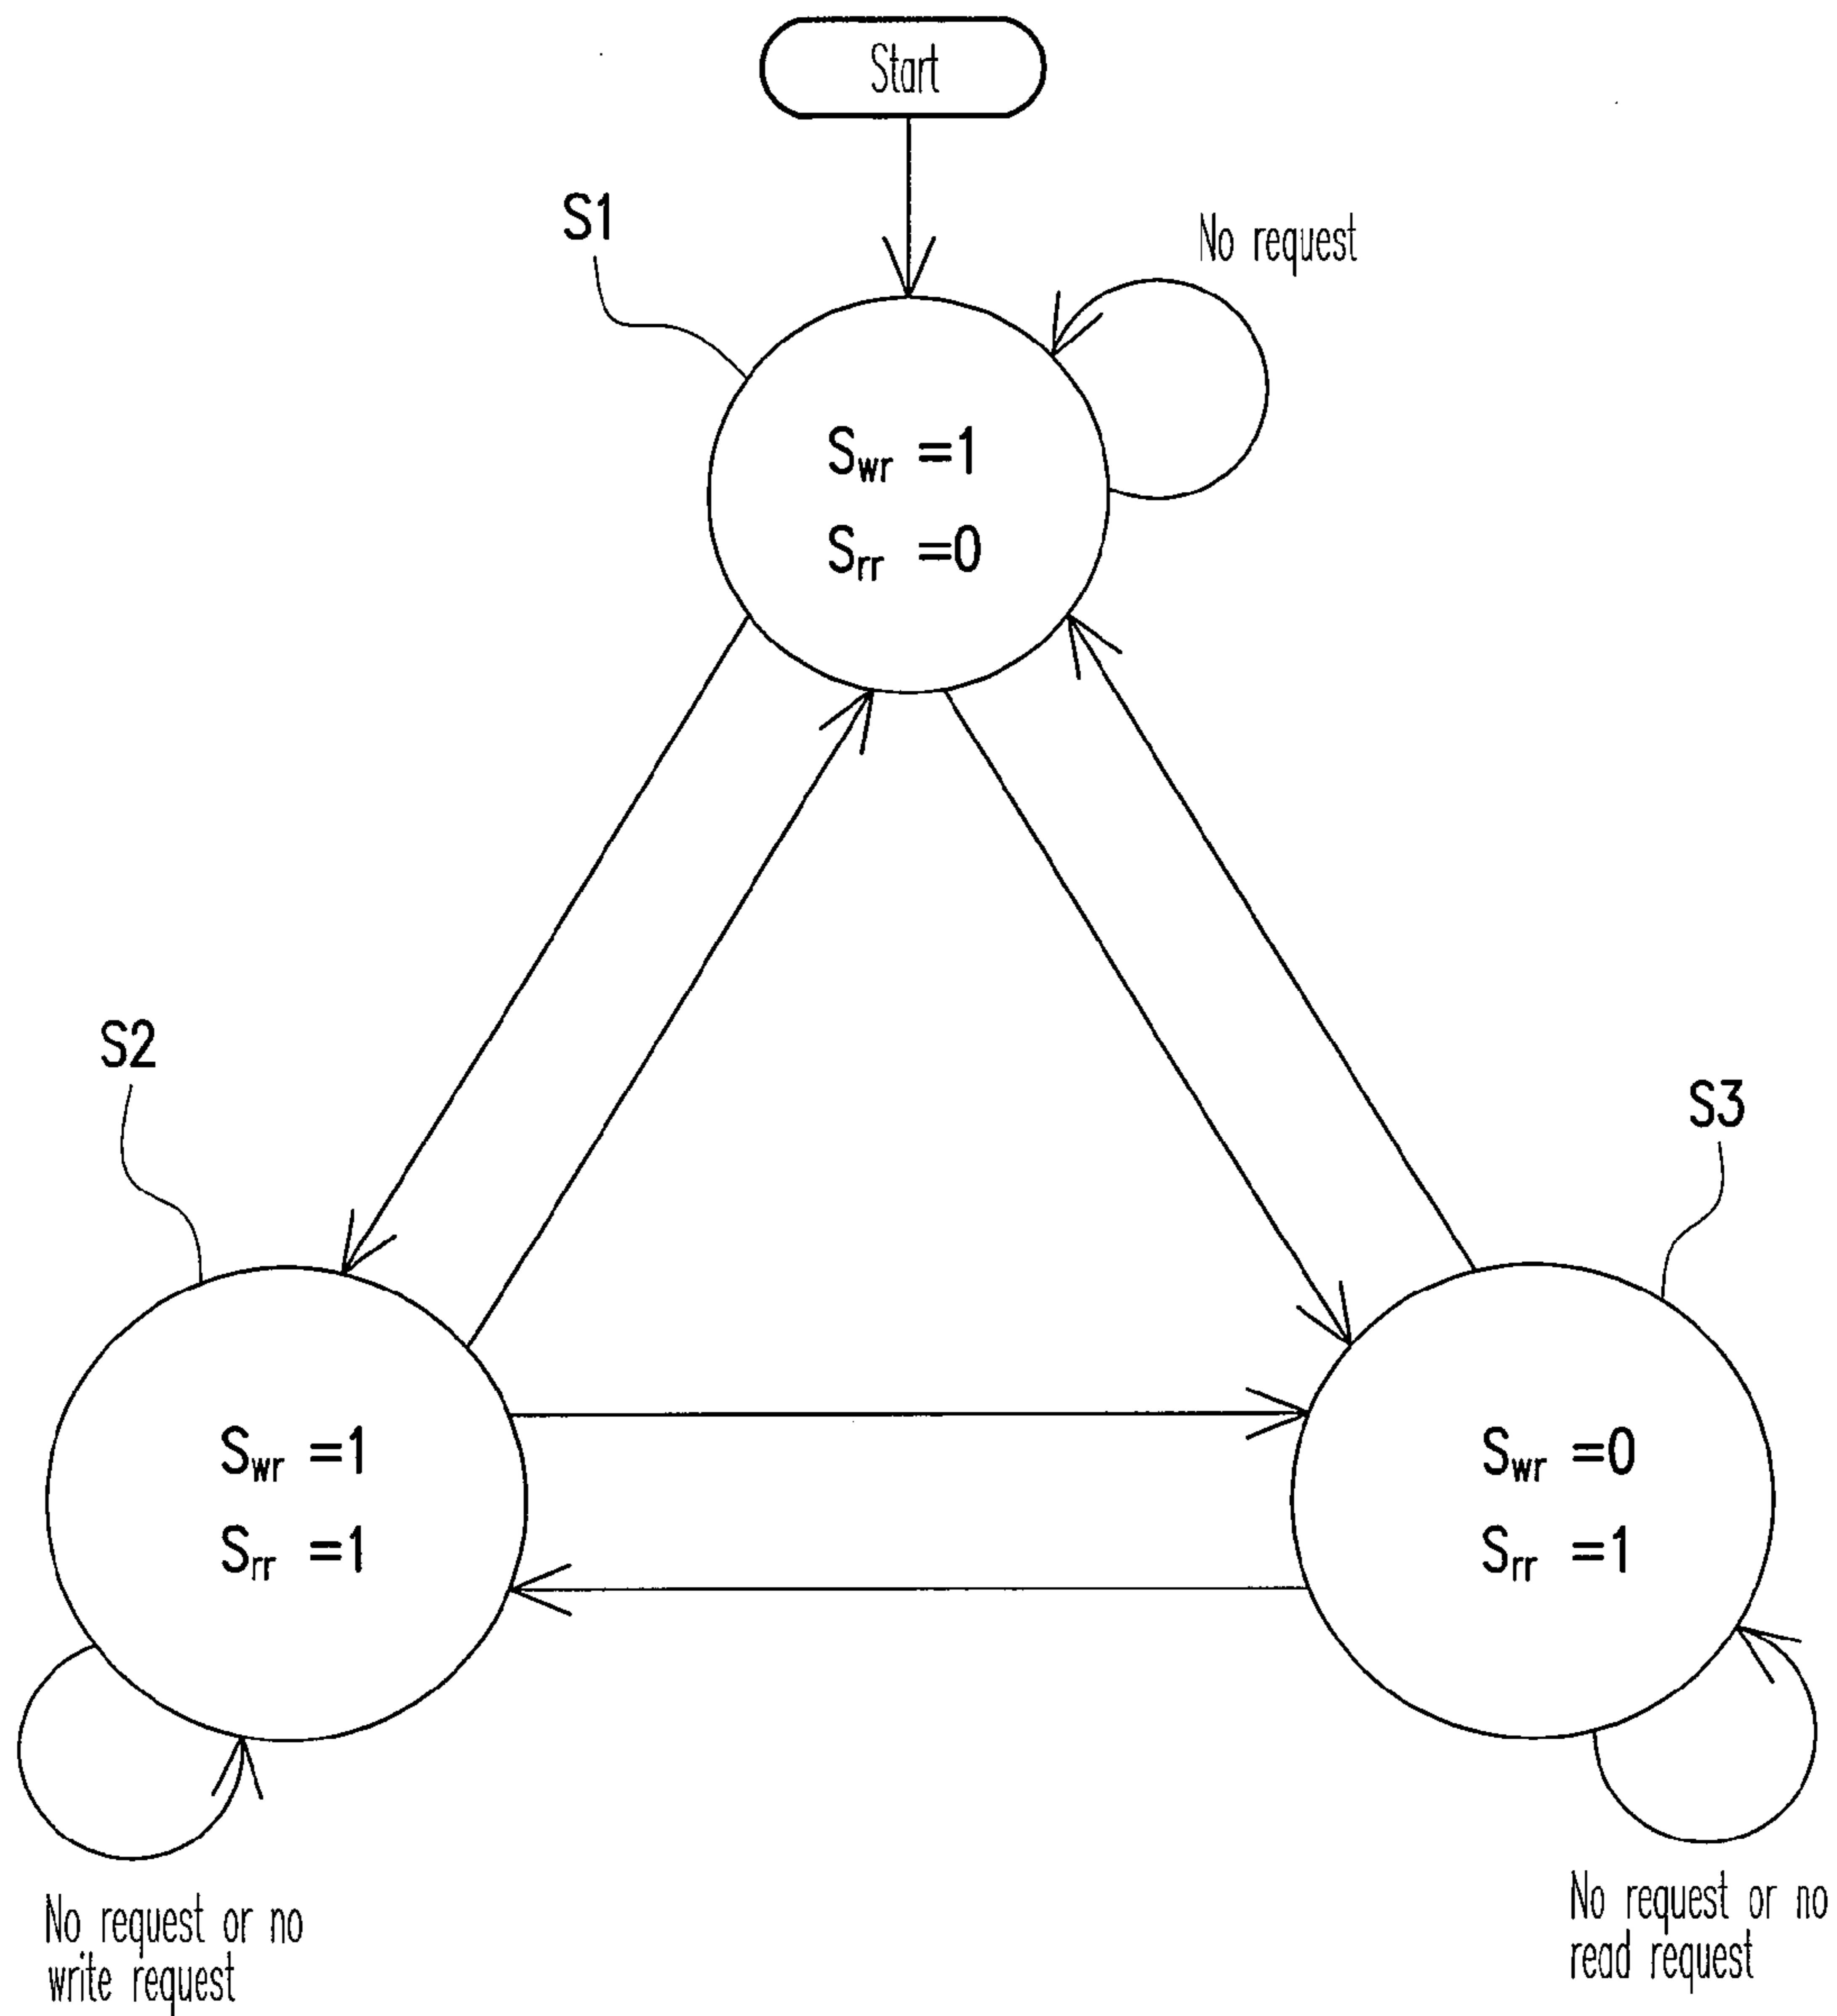 Start
S1
No request
Swr =1
Srr =0
S2
S3
Swr =1
Srr =1
Swr =0
Srr =1
No request or no
write request
No request or no
read request